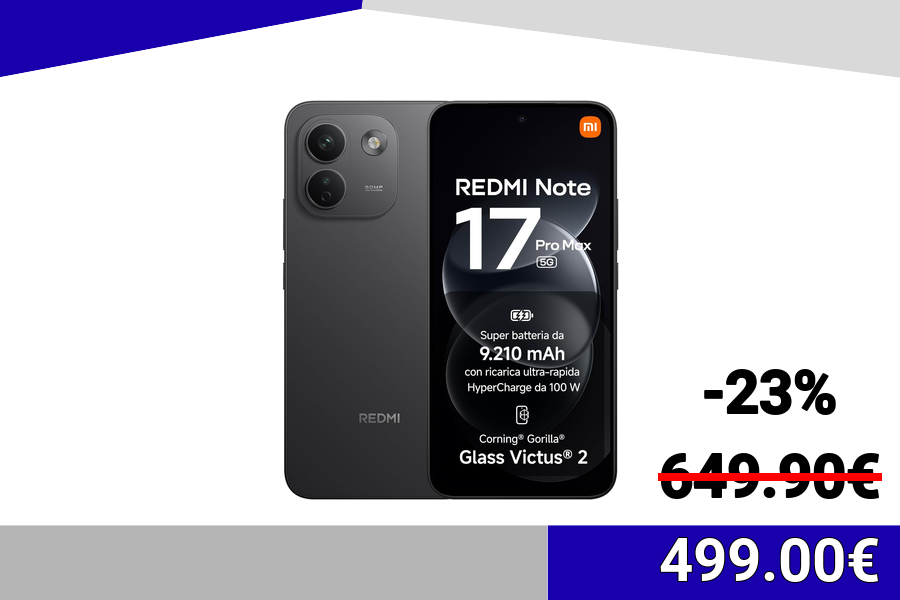 mi
50MP
REDMI
REDMI Note
17
Pro Max
5G
Super batteria da
9.210 mAh
con ricarica ultra-rapida
HyperCharge da 100 W
Corning® Gorilla®
Glass Victus® 2
-23%
649.90€
499.00€